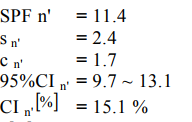 SPF n' = 11.4
s n' = 2.4
c n' = 1.7
95%CI n' = 9.7 ~ 13.1
CI n'[%] = 15.1 %